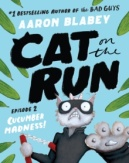 #1 BESTSELLING AUTHOR OF THE BAD GUYS
AARON BLABEY
CAT
on the
RUN
EPISODE 2
CUCUMBER
MADNESS!